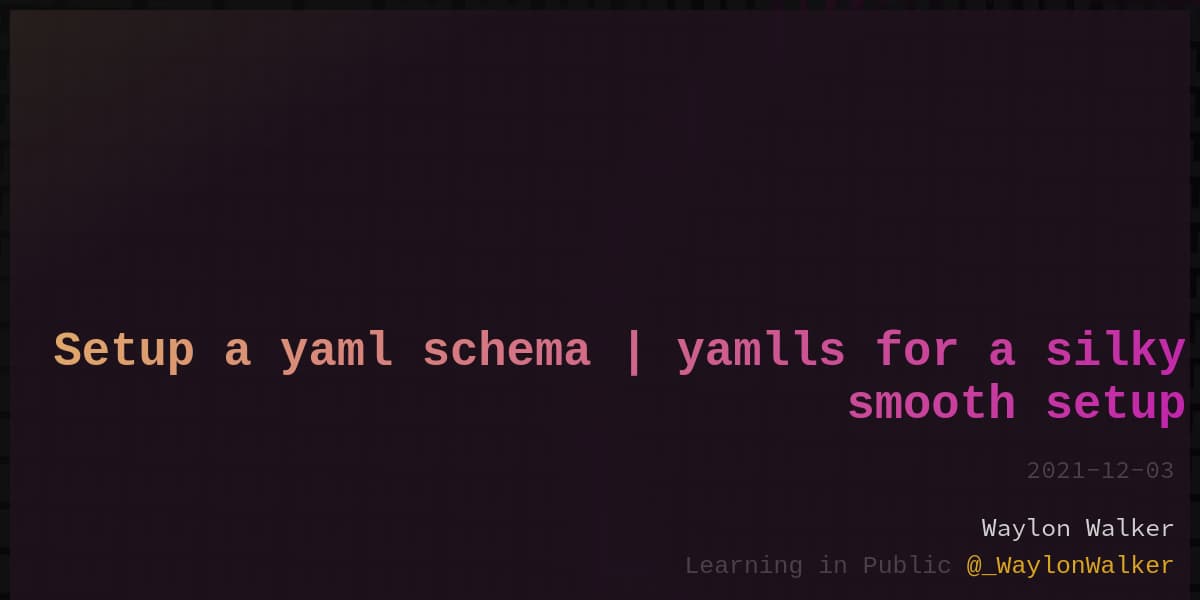 Setup a yaml schema | yamlls for a silky
smooth setup
2021-12-03
Waylon Walker
Learning in Public @_WaylonWalker